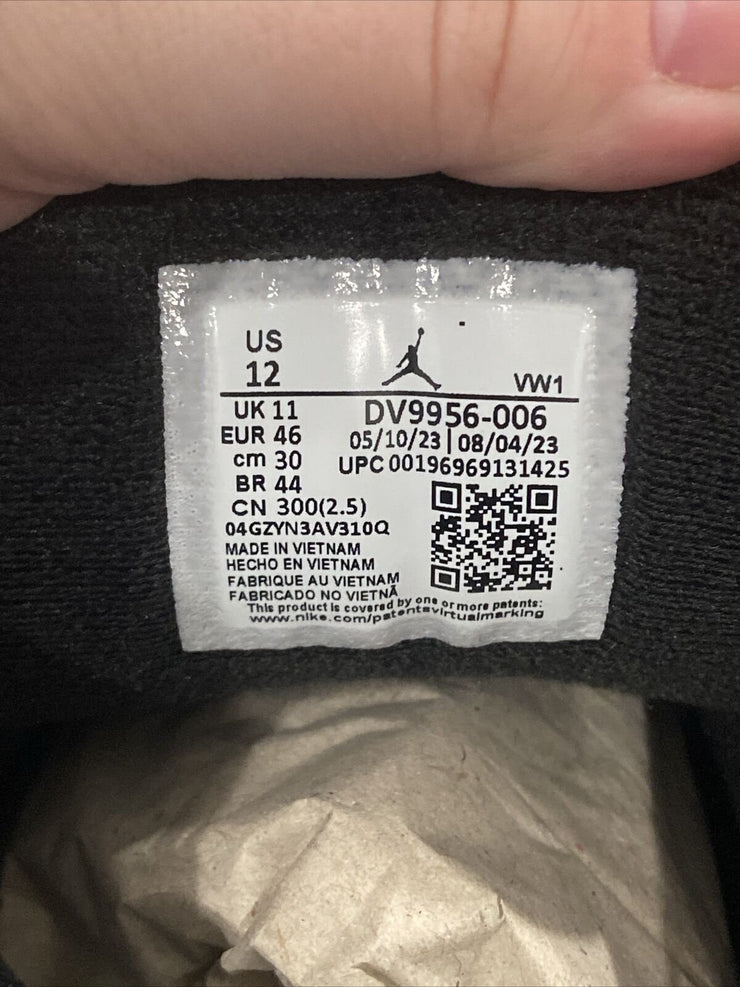 US
12
VW1
UK 11
EUR 46
cm 30
BR 44
CN 300(2.5)
DV9956-006
05/10/23 | 08/04/23
UPC 00196969131425
04GZYN3AV310Q
MADE IN VIETNAM
HECHO EN VIETNAM
FABRIQUE AU VIETNAM
FABRICADO NO VIETNÃ
This product is covered by one or more patents:
www.nike.com/patentsvirtualmarking